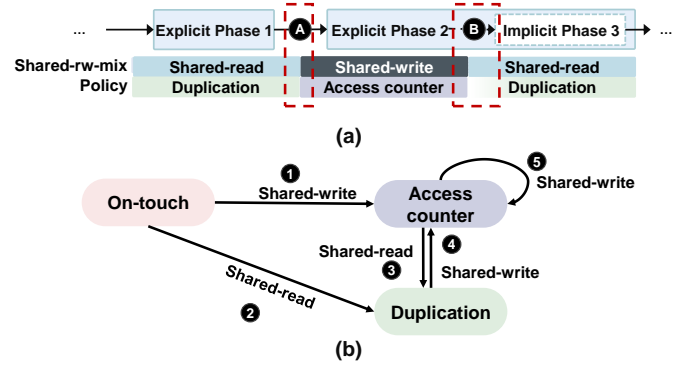 ... Explicit Phase 1 A Explicit Phase 2 B Implicit Phase 3 ...
Shared-rw-mix Shared-read Shared-write Shared-read
Policy Duplication Access counter Duplication
(a)
1
5
On-touch
Shared-write
Access
counter
Shared-write
Shared-read
4
3
Shared-write
Shared-read
2
Duplication
(b)